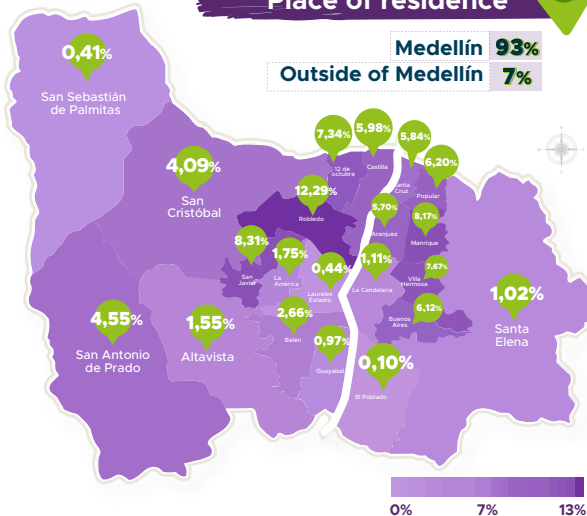 Place of residence
Medellín 93%
Outside of Medellín 7%
0,41%
San Sebastián
de Palmitas
4,09%
San
Cristóbal
7,34%
12 de
octubre
5,98%
Castilla
5,84%
Santa
Cruz
6,20%
Popular
12,29%
Robledo
5,70%
Aranjuez
8,17%
Manrique
8,31%
San
Javier
1,75%
La
América
0,44%
Laureles
Estadio
1,11%
La Candelaria
7,67%
Villa
Hermosa
1,02%
Santa
Elena
4,55%
San Antonio
de Prado
1,55%
Altavista
2,66%
Belén
0,97%
Guayabal
6,12%
Buenos
Aires
0,10%
El Poblado
0% 7% 13%